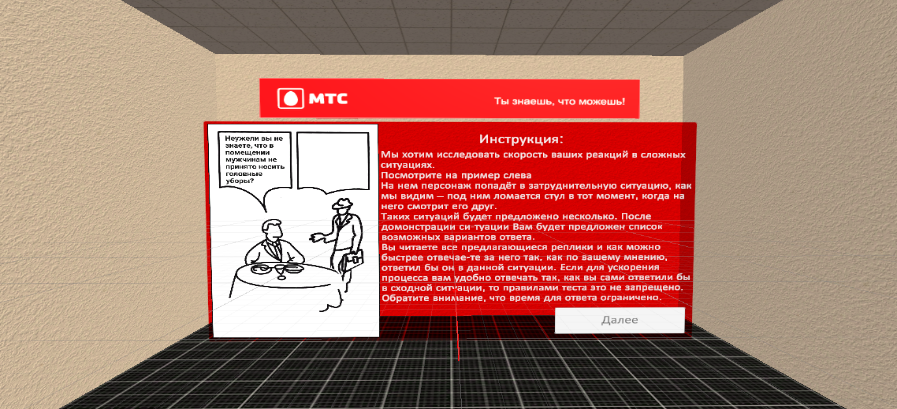 мтс
Ты знаешь, что можешь!
Неужели вы не
знаете, что в
помещении
мужчинам не
принято носить
головные
уборы?
Инструкция:
Мы хотим исследовать скорость ваших реакций в сложных
ситуациях.
Посмотрите на пример слева
На нем персонаж попадёт в затруднительную ситуацию, как
мы видим – под ним ломается стул в тот момент, когда на
него смотрит его друг.
Таких ситуаций будет предложено несколько. После
домонстрации си-туации Вам будет предложен список
возможных вариантов ответа.
Вы читаете все предлагающиеся реплики и как можно
быстрее отвечае-те за него так, как по вашему мнению,
ответил бы он в данной ситуации. Если для ускорения
процесса вам удобно отвечать так, как вы сами ответили бы
в сходной ситуации, то правилами теста это не запрещено.
Обратите внимание, что время для ответа ограничено.
Далее